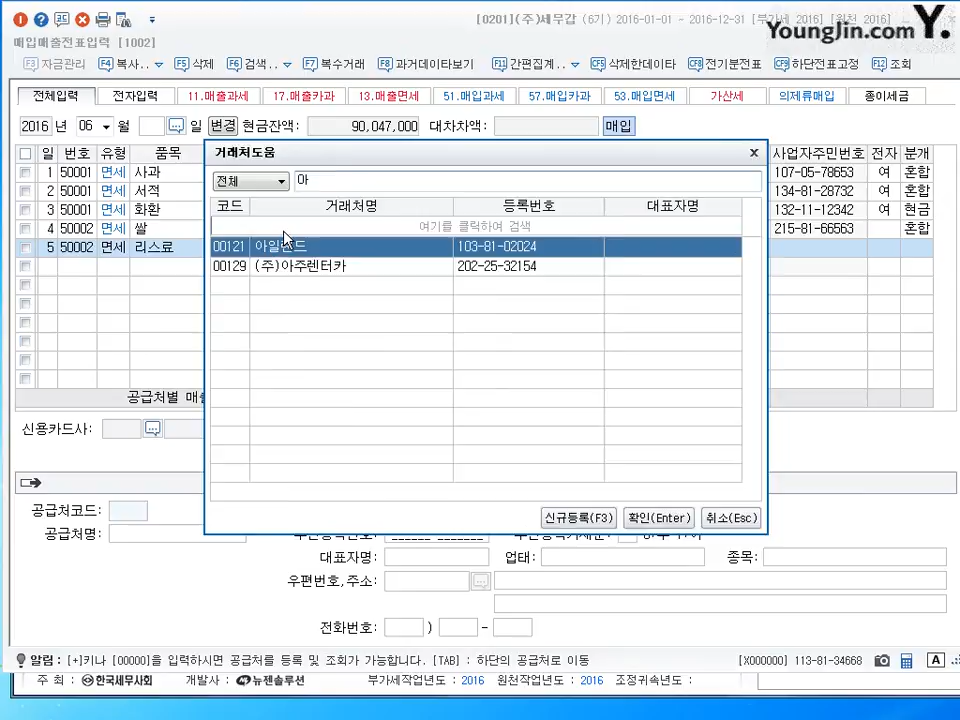 [0201](주)세무갑 (6기) 2016-01-01 ~ 2016-12-31 [부가세 2016] [원천 2016]
YoungJin.com Y.
매입매출전표입력 [1002]
F3 자금관리 F4 복사.. F5 삭제 F6 검색.. F7 복수거래 F8 과거데이타보기 F11 간편집계.. CF5 삭제한데이타 CF8 전기분전표 CF9 하단전표고정 F12 조회
전체입력 전자입력 11.매출과세 17.매출카과 13.매출면세 51.매입과세 57.매입카과 53.매입면세 가산세 의제류매입 종이세금
2016 년 06 월 일 변경 현금잔액: 90,047,000 대차차액: 매입
일 번호 유형 품목 사업자주민번호 전자 분개
1 50001 면세 사과 107-05-78653 여 혼합
2 50001 면세 서적 134-81-28732 여 혼합
3 50001 면세 화환 132-11-12342 여 현금
4 50001 면세 쌀 215-81-66563 혼합
5 50002 면세 리스료
거래처도움 x
전체 아
코드 거래처명 등록번호 대표자명
여기를 클릭하여 검색
00121 아일랜드 103-81-02024
00129 (주)아주렌터카 202-25-32154
신규등록(F3) 확인(Enter) 취소(Esc)
공급처별 매출
신용카드사:
공급처코드:
공급처명:
대표자명: 업태: 종목:
우편번호,주소:
전화번호: ) -
알림 : [+]키나 [00000]을 입력하시면 공급처를 등록 및 조회가 가능합니다. [TAB] : 하단의 공급처로 이동 [X000000] 113-81-34668 A
주 최 : 한국세무사회 개발사 : 뉴젠솔루션 부가세작업년도 : 2016 원천작업년도 : 2016 조정귀속년도 :